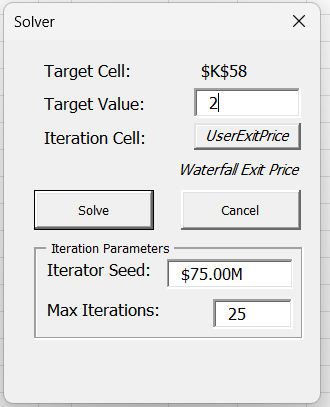 Solver
Target Cell: $K$58
Target Value: 2
Iteration Cell: UserExitPrice
Waterfall Exit Price
Solve Cancel
Iteration Parameters
Iterator Seed: $75.00M
Max Iterations: 25